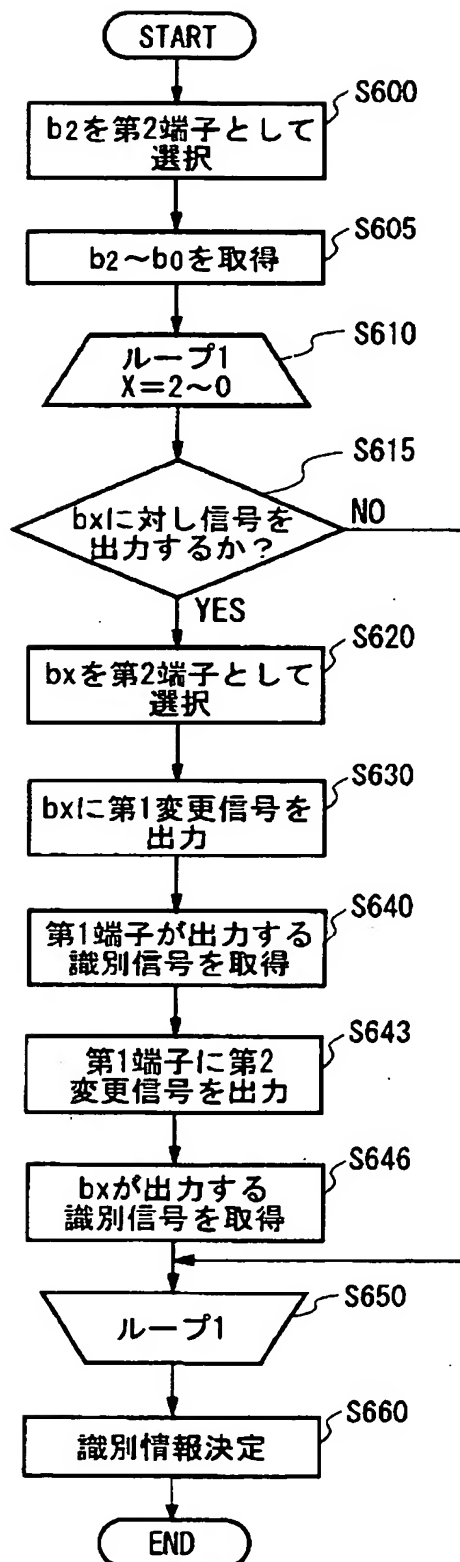 START
S600
b2を第2端子として
選択
S605
b2~b0を取得
S610
ループ1
X=2~0
S615
bxに対し信号を
出力するか?
NO
YES
S620
bxを第2端子として
選択
S630
bxに第1変更信号を
出力
S640
第1端子が出力する
識別信号を取得
S643
第1端子に第2
変更信号を出力
S646
bxが出力する
識別信号を取得
S650
ループ1
S660
識別情報決定
END